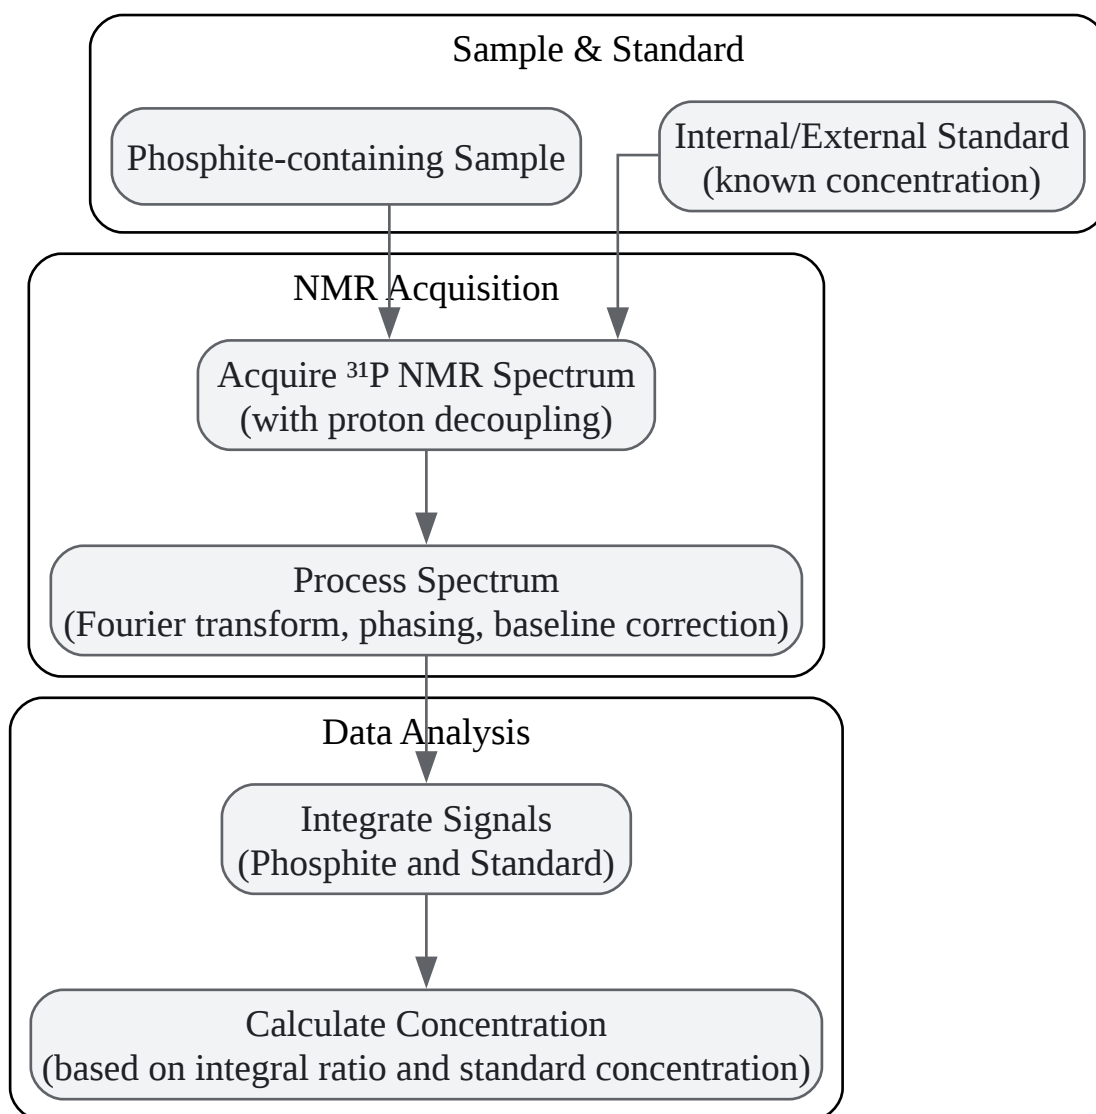 Sample & Standard
Phosphite-containing Sample
Internal/External Standard
(known concentration)
NMR Acquisition
Acquire ³¹P NMR Spectrum
(with proton decoupling)
Process Spectrum
(Fourier transform, phasing, baseline correction)
Data Analysis
Integrate Signals
(Phosphite and Standard)
Calculate Concentration
(based on integral ratio and standard concentration)